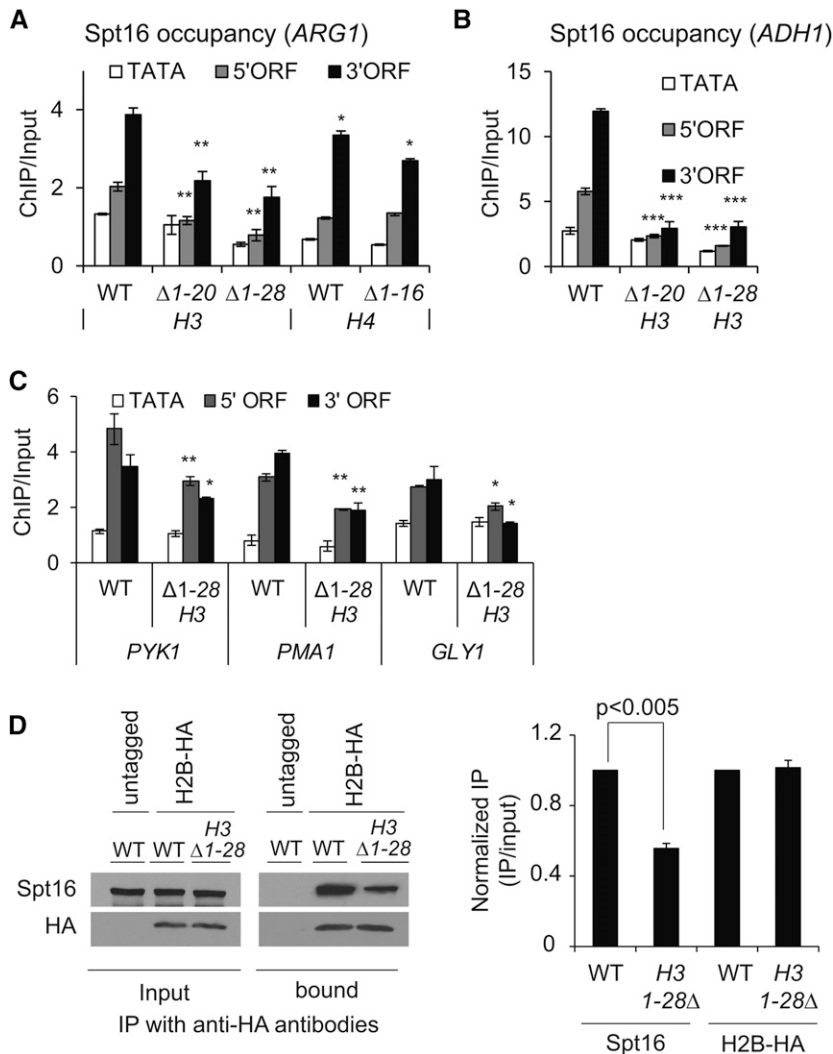 A
Spt16 occupancy (ARG1)
TATA 5'ORF 3'ORF
ChIP/Input
4
2
0
** ** ** ** * *
WT Δ1-20 Δ1-28 WT Δ1-16
H3 H4
B
Spt16 occupancy (ADH1)
TATA
5'ORF
3'ORF
ChIP/Input
15
10
5
0
*** *** *** ***
WT Δ1-20 Δ1-28
H3 H3
C
TATA 5' ORF 3' ORF
ChIP/Input
6
4
2
0
** * ** ** * *
WT Δ1-28 WT Δ1-28 WT Δ1-28
H3 H3 H3
PYK1 PMA1 GLY1
D
untagged H2B-HA untagged H2B-HA
WT WT H3 Δ1-28 WT WT H3 Δ1-28
Spt16
HA
Input bound
IP with anti-HA antibodies
p<0.005
Normalized IP
(IP/input)
1.2
0.8
0.4
0
WT H3 WT H3
1-28Δ 1-28Δ
Spt16 H2B-HA